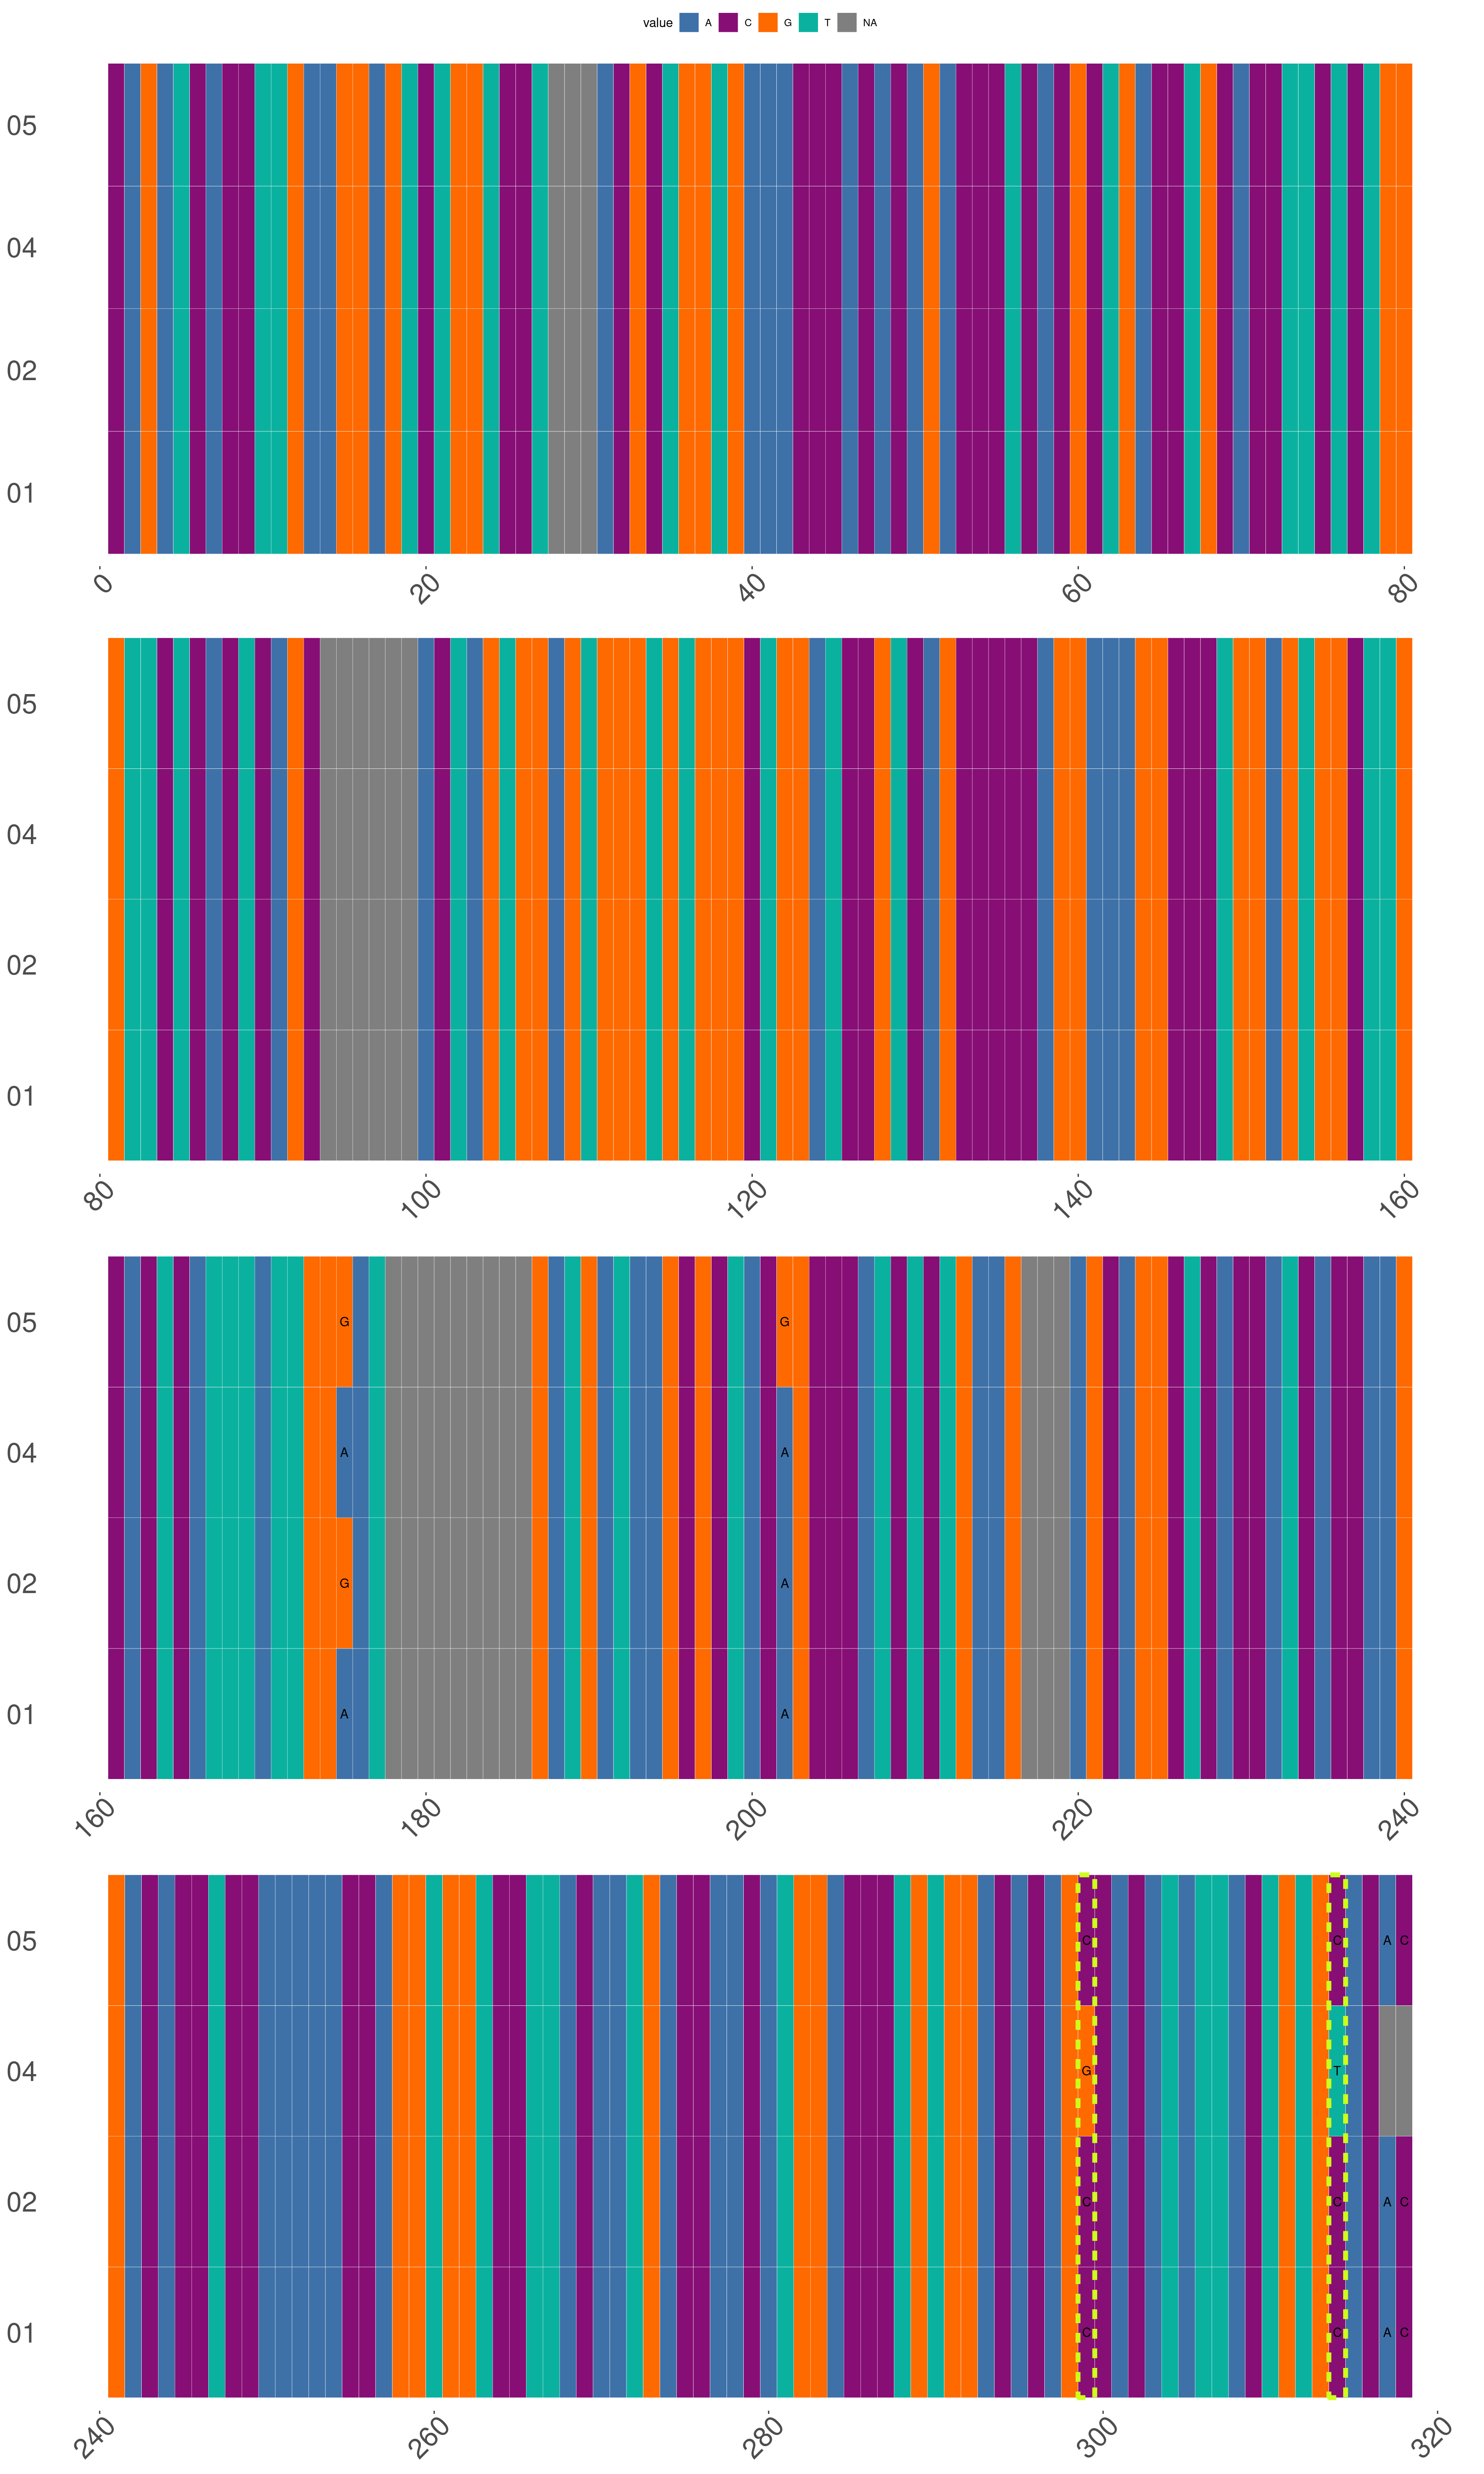 value A C G T NA
05
04
02
01
0 20 40 60 80
05
04
02
01
80 100 120 140 160
05 G G
04 A A
02 G A
01 A A
160 180 200 220 240
05 C C A C
04 G T
02 C C A C
01 C C A C
240 260 280 300 320